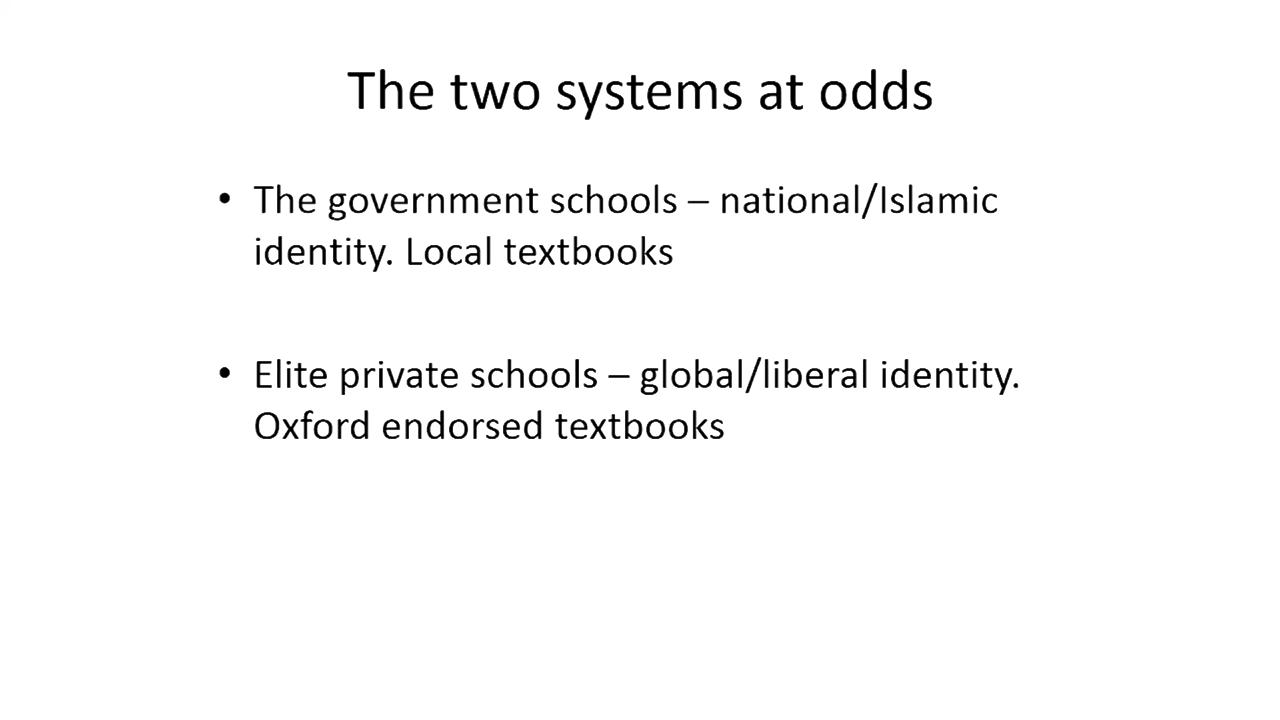 The two systems at odds
• The government schools – national/Islamic
identity. Local textbooks
• Elite private schools – global/liberal identity.
Oxford endorsed textbooks